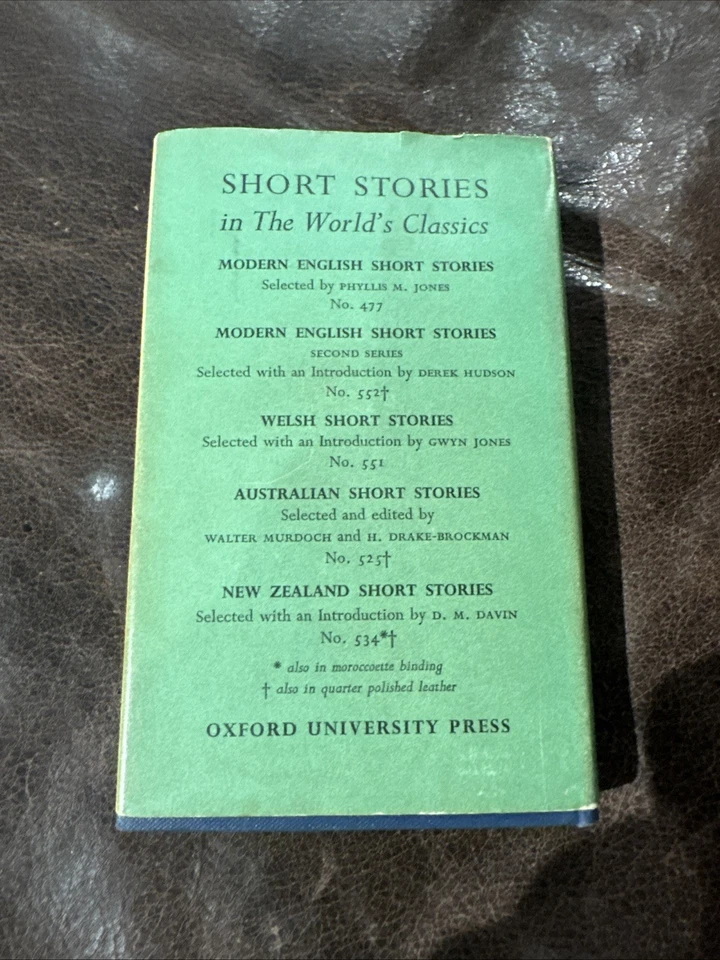 SHORT STORIES
in The World's Classics
MODERN ENGLISH SHORT STORIES
Selected by PHYLLIS M. JONES
No. 477
MODERN ENGLISH SHORT STORIES
SECOND SERIES
Selected with an Introduction by DEREK HUDSON
No. 552†
WELSH SHORT STORIES
Selected with an Introduction by GWYN JONES
No. 551
AUSTRALIAN SHORT STORIES
Selected and edited by
WALTER MURDOCH and H. DRAKE-BROCKMAN
No. 525†
NEW ZEALAND SHORT STORIES
Selected with an Introduction by D. M. DAVIN
No. 534*†
* also in moroccoette binding
† also in quarter polished leather
OXFORD UNIVERSITY PRESS